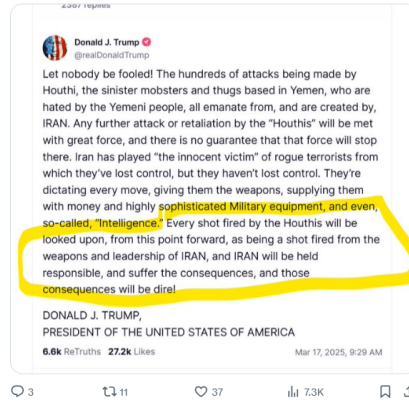 2387 replies
Donald J. Trump
@realDonaldTrump
Let nobody be fooled! The hundreds of attacks being made by
Houthi, the sinister mobsters and thugs based in Yemen, who are
hated by the Yemeni people, all emanate from, and are created by,
IRAN. Any further attack or retaliation by the “Houthis” will be met
with great force, and there is no guarantee that that force will stop
there. Iran has played “the innocent victim” of rogue terrorists from
which they’ve lost control, but they haven’t lost control. They’re
dictating every move, giving them the weapons, supplying them
with money and highly sophisticated Military equipment, and even,
so-called, “Intelligence.” Every shot fired by the Houthis will be
looked upon, from this point forward, as being a shot fired from the
weapons and leadership of IRAN, and IRAN will be held
responsible, and suffer the consequences, and those
consequences will be dire!
DONALD J. TRUMP,
PRESIDENT OF THE UNITED STATES OF AMERICA
6.6k ReTruths 27.2k Likes Mar 17, 2025, 9:29 AM
3 11 37 7.3K